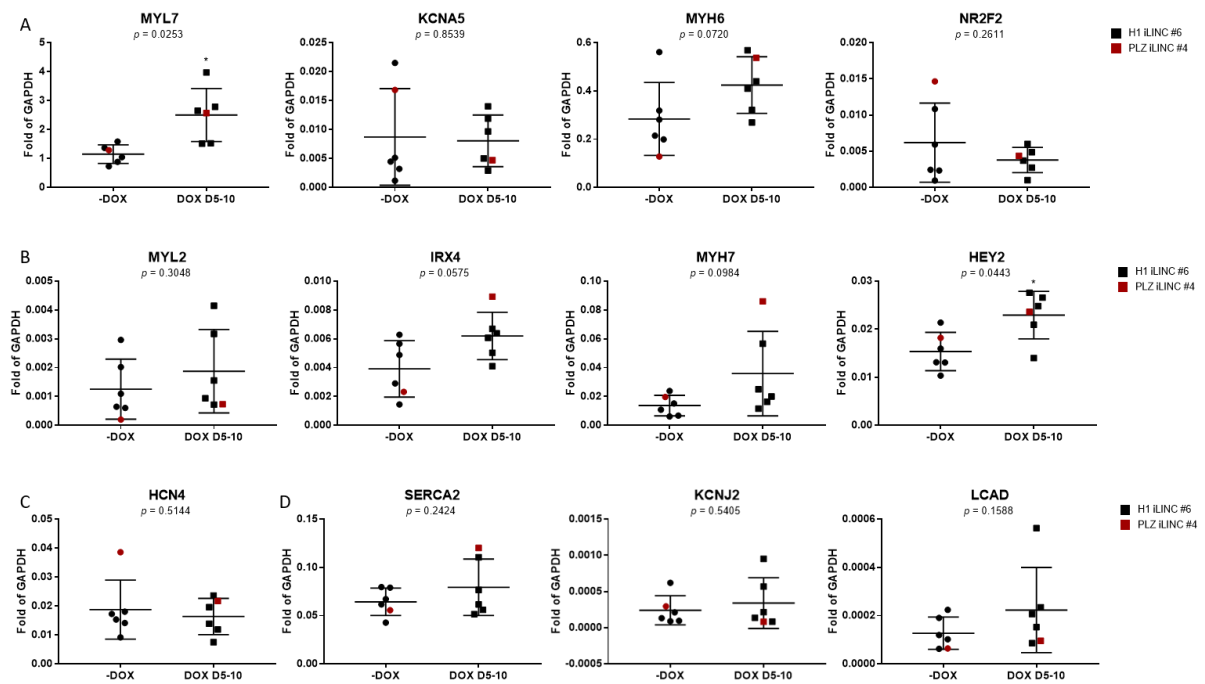 A
MYL7
p = 0.0253
*
Fold of GAPDH
5
4
3
2
1
0
-DOX
DOX D5-10
KCNA5
p = 0.8539
Fold of GAPDH
0.025
0.020
0.015
0.010
0.005
0.000
-DOX
DOX D5-10
MYH6
p = 0.0720
Fold of GAPDH
0.6
0.4
0.2
0.0
-DOX
DOX D5-10
NR2F2
p = 0.2611
Fold of GAPDH
0.020
0.015
0.010
0.005
0.000
-DOX
DOX D5-10
H1 iLINC #6
PLZ iLINC #4
B
MYL2
p = 0.3048
Fold of GAPDH
0.005
0.004
0.003
0.002
0.001
0.000
-DOX
DOX D5-10
IRX4
p = 0.0575
Fold of GAPDH
0.010
0.008
0.006
0.004
0.002
0.000
-DOX
DOX D5-10
MYH7
p = 0.0984
Fold of GAPDH
0.10
0.08
0.06
0.04
0.02
0.00
-DOX
DOX D5-10
HEY2
p = 0.0443
*
Fold of GAPDH
0.03
0.02
0.01
0.00
-DOX
DOX D5-10
H1 iLINC #6
PLZ iLINC #4
C
HCN4
p = 0.5144
Fold of GAPDH
0.05
0.04
0.03
0.02
0.01
0.00
-DOX
DOX D5-10
D
SERCA2
p = 0.2424
Fold of GAPDH
0.15
0.10
0.05
0.00
-DOX
DOX D5-10
KCNJ2
p = 0.5405
Fold of GAPDH
0.0015
0.0010
0.0005
0.0000
-0.0005
-DOX
DOX D5-10
LCAD
p = 0.1588
Fold of GAPDH
0.0006
0.0004
0.0002
0.0000
-DOX
DOX D5-10
H1 iLINC #6
PLZ iLINC #4